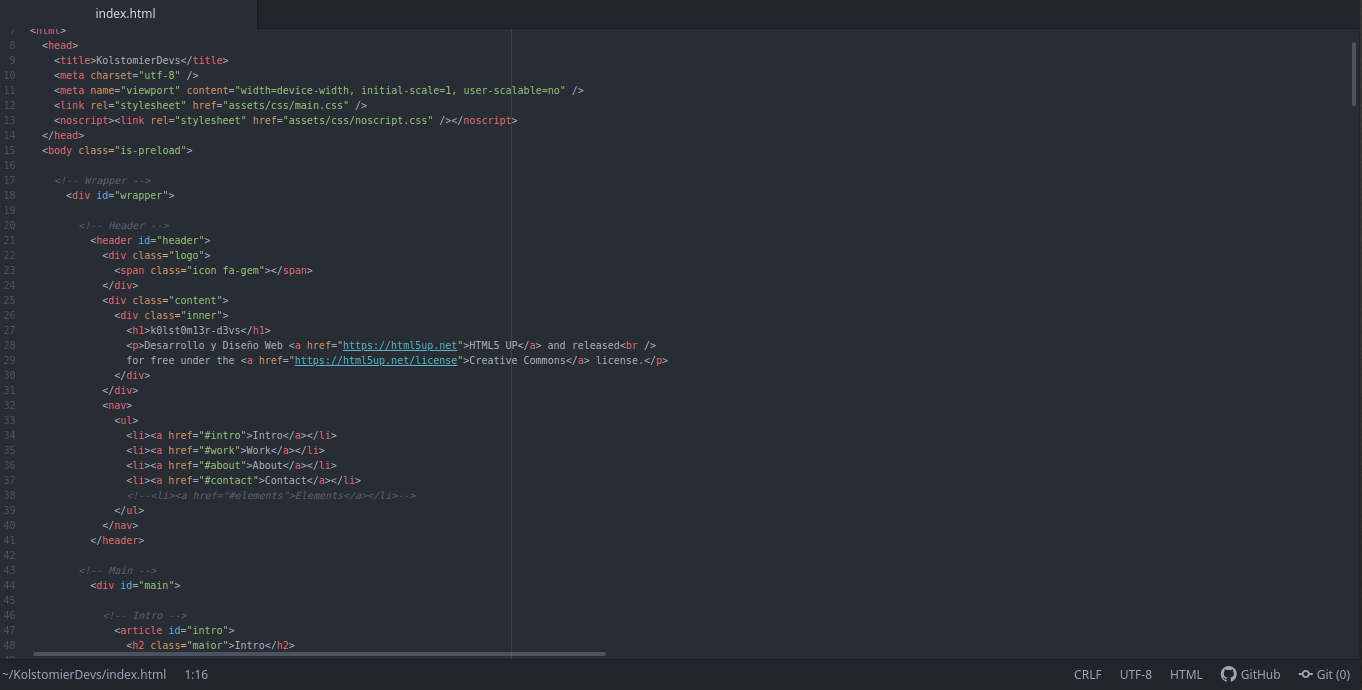 index.html
7 <html>
8 <head>
9 <title>KolstomierDevs</title>
10 <meta charset="utf-8" />
11 <meta name="viewport" content="width=device-width, initial-scale=1, user-scalable=no" />
12 <link rel="stylesheet" href="assets/css/main.css" />
13 <noscript><link rel="stylesheet" href="assets/css/noscript.css" /></noscript>
14 </head>
15 <body class="is-preload">
16
17 <!-- Wrapper -->
18 <div id="wrapper">
19
20 <!-- Header -->
21 <header id="header">
22 <div class="logo">
23 <span class="icon fa-gem"></span>
24 </div>
25 <div class="content">
26 <div class="inner">
27 <h1>k0lst0m13r-d3vs</h1>
28 <p>Desarrollo y Diseño Web <a href="https://html5up.net">HTML5 UP</a> and released<br />
29 for free under the <a href="https://html5up.net/license">Creative Commons</a> license.</p>
30 </div>
31 </div>
32 <nav>
33 <ul>
34 <li><a href="#intro">Intro</a></li>
35 <li><a href="#work">Work</a></li>
36 <li><a href="#about">About</a></li>
37 <li><a href="#contact">Contact</a></li>
38 <!--<li><a href="#elements">Elements</a></li>-->
39 </ul>
40 </nav>
41 </header>
42
43 <!-- Main -->
44 <div id="main">
45
46 <!-- Intro -->
47 <article id="intro">
48 <h2 class="major">Intro</h2>
~/KolstomierDevs/index.html 1:16 CRLF UTF-8 HTML GitHub Git (0)